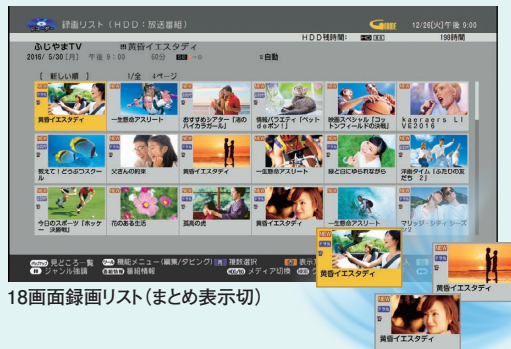 録画リスト(HDD:放送番組)
GGUIDE
12/26[火]午後 9:00
HDD残時間:
HD
198時間
ふじやまTV
黄昏イエスタディ
2016/ 5/30 [月] 午後 9:00 60分
自動
[ 新しい順 ] 1/全 ↓ページ
黄昏イエスタディ
一生懸命アスリート
おすすめシアター「渚のハイカラガール」
情報バラエティ「ペットdeポン!」
映画スペシャル「コットンフィールドの決戦」
kaeraers LIVE2016
教えて!どうぶつスクール
父さんの約束
黄昏イエスタディ
一生懸命アスリート
緑と白にゆられながら
洋画タイム「ふたりの友だち 2」
今日のスポーツ「ホッケー 決勝戦」
花のある生活
孤高の虎
黄昏イエスタディ
一生懸命アスリート
マリッジ・シティ シーズン2
見どころ一覧
機能メニュー(編集/ダビング)
複数選択
ジャンル強調
番組情報
メディア切換
黄昏イエスタディ
黄昏イエスタディ
黄昏イエスタディ
18画面録画リスト(まとめ表示切)